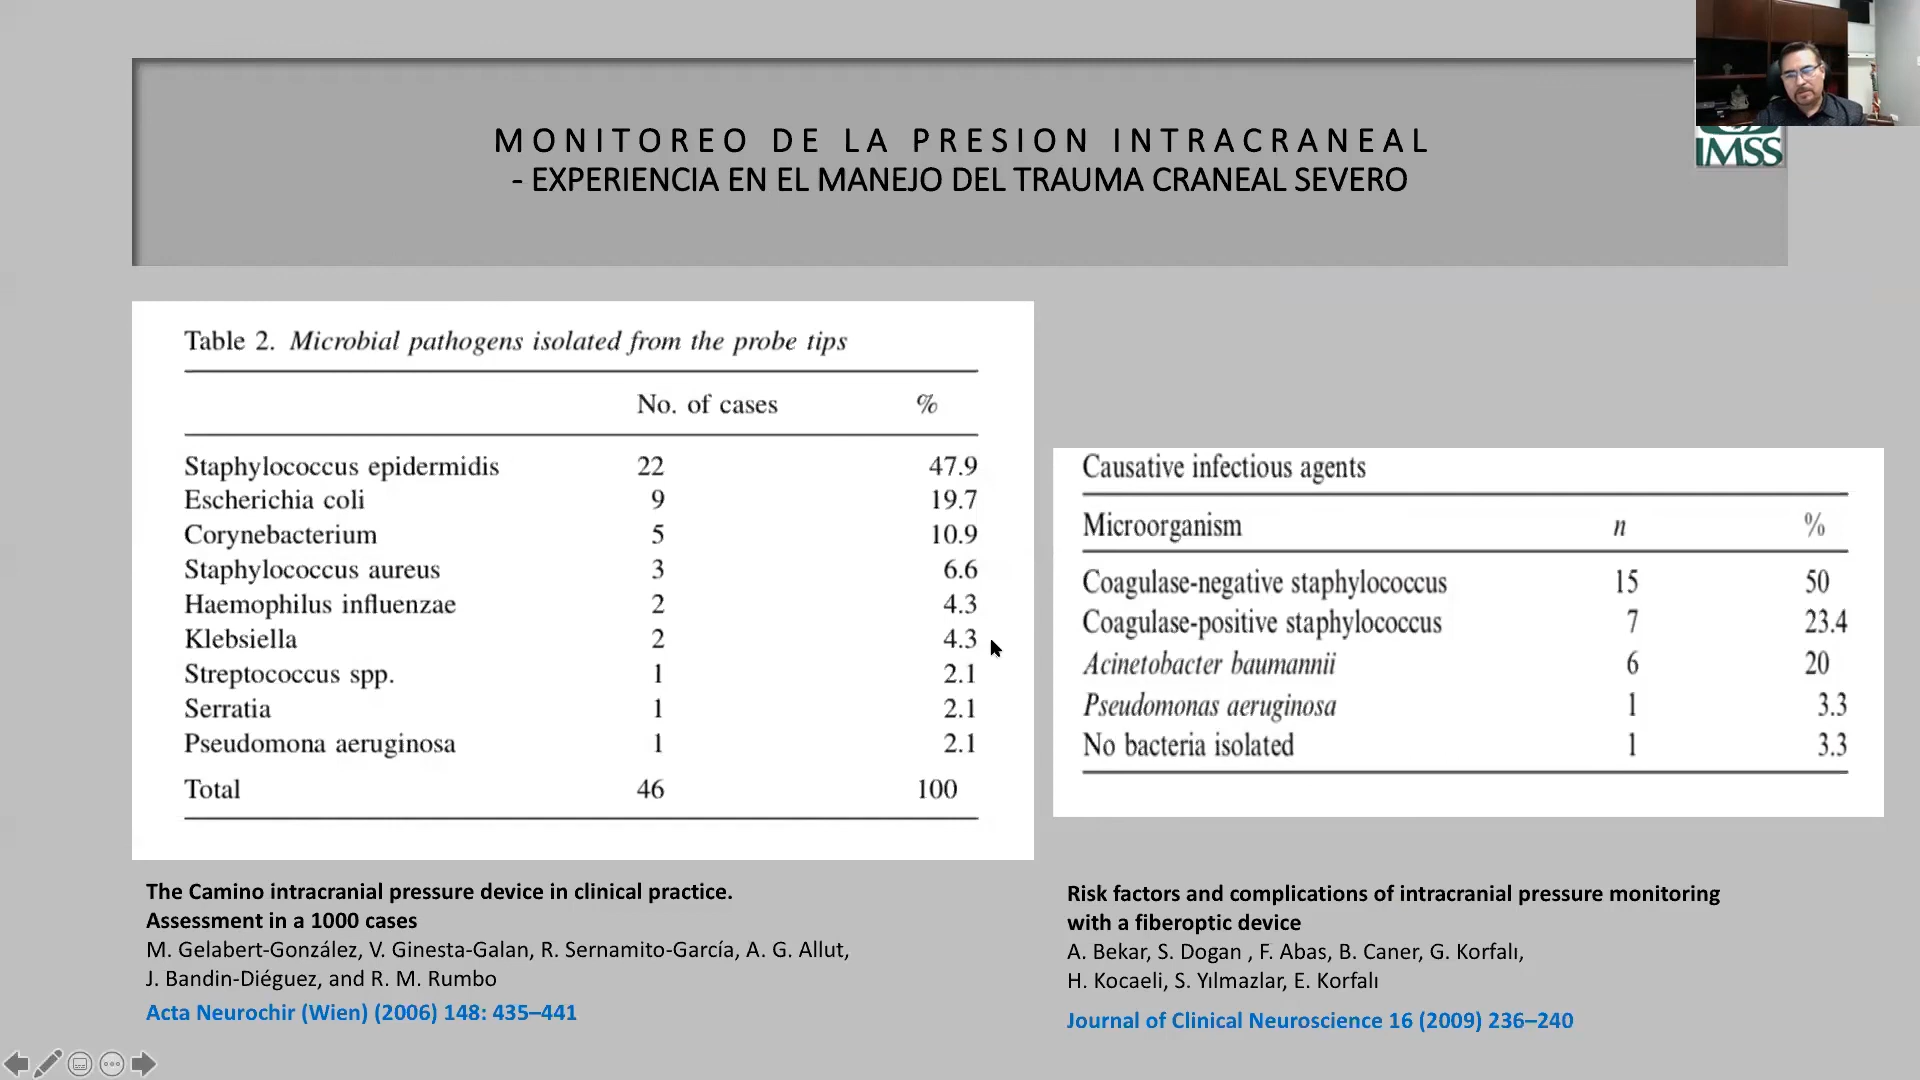 MONITOREO DE LA PRESION INTRACRANEAL
- EXPERIENCIA EN EL MANEJO DEL TRAUMA CRANEAL SEVERO
IMSS
Table 2. Microbial pathogens isolated from the probe tips
No. of cases %
Staphylococcus epidermidis 22 47.9
Escherichia coli 9 19.7
Corynebacterium 5 10.9
Staphylococcus aureus 3 6.6
Haemophilus influenzae 2 4.3
Klebsiella 2 4.3
Streptococcus spp. 1 2.1
Serratia 1 2.1
Pseudomona aeruginosa 1 2.1
Total 46 100
The Camino intracranial pressure device in clinical practice.
Assessment in a 1000 cases
M. Gelabert-González, V. Ginesta-Galan, R. Sernamito-García, A. G. Allut,
J. Bandin-Diéguez, and R. M. Rumbo
Acta Neurochir (Wien) (2006) 148: 435–441
Causative infectious agents
Microorganism n %
Coagulase-negative staphylococcus 15 50
Coagulase-positive staphylococcus 7 23.4
Acinetobacter baumannii 6 20
Pseudomonas aeruginosa 1 3.3
No bacteria isolated 1 3.3
Risk factors and complications of intracranial pressure monitoring
with a fiberoptic device
A. Bekar, S. Dogan , F. Abas, B. Caner, G. Korfalı,
H. Kocaeli, S. Yılmazlar, E. Korfalı
Journal of Clinical Neuroscience 16 (2009) 236–240